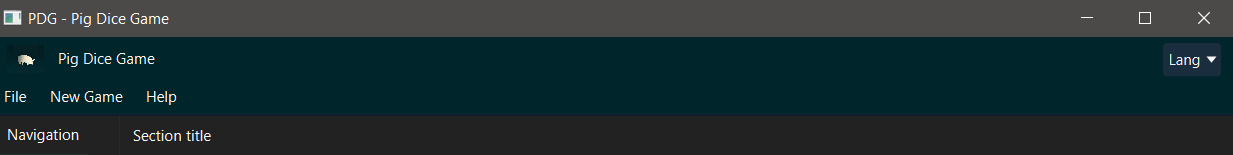 PDG - Pig Dice Game
Pig Dice Game
Lang
File New Game Help
Navigation Section title